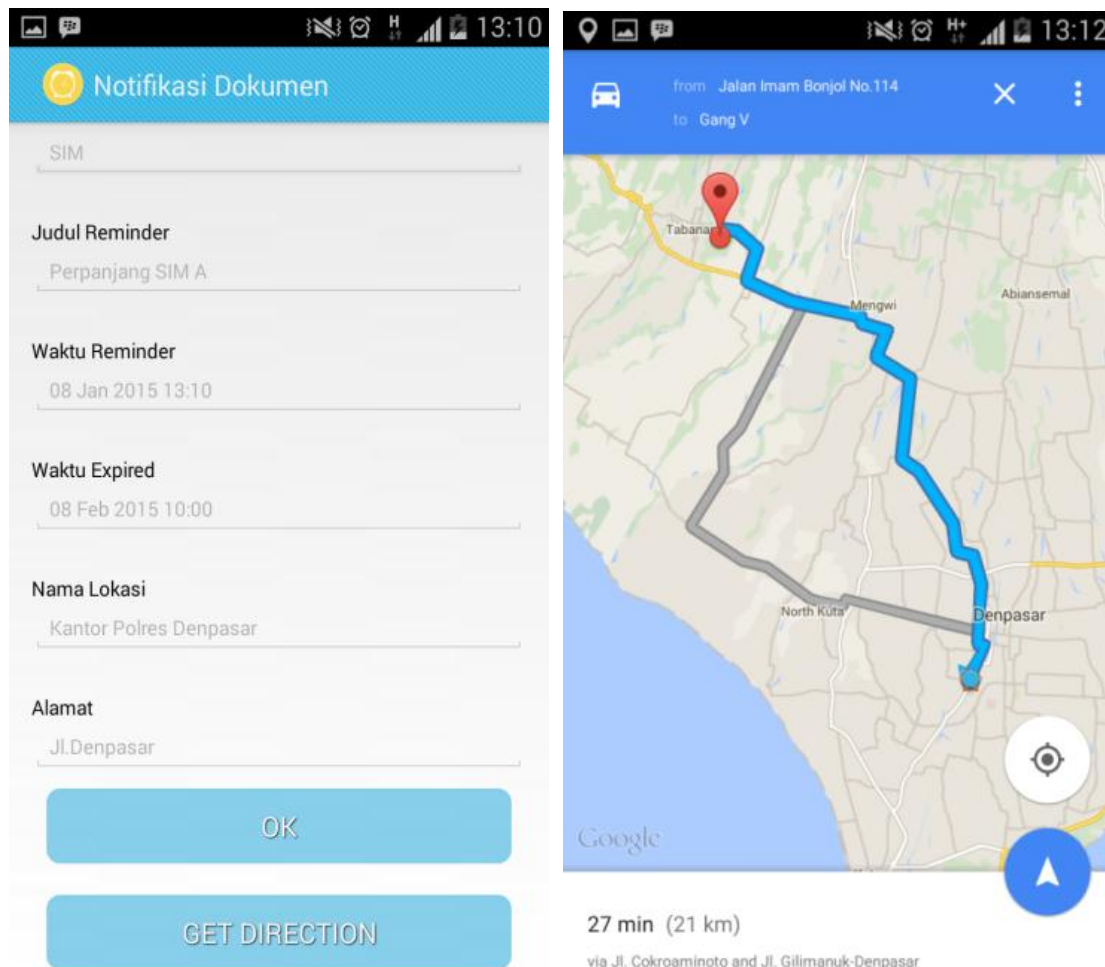 13:10
Notifikasi Dokumen
SIM
Judul Reminder
Perpanjang SIM A
Waktu Reminder
08 Jan 2015 13:10
Waktu Expired
08 Feb 2015 10:00
Nama Lokasi
Kantor Polres Denpasar
Alamat
Jl.Denpasar
OK
GET DIRECTION
H+ 13:12
from Jalan Imam Bonjol No.114
to Gang V
Mengwi
Abiansemal
North Kuta
Denpasar
Google
27 min (21 km)
via Jl. Cokroaminoto and Jl. Gilimanuk-Denpasar